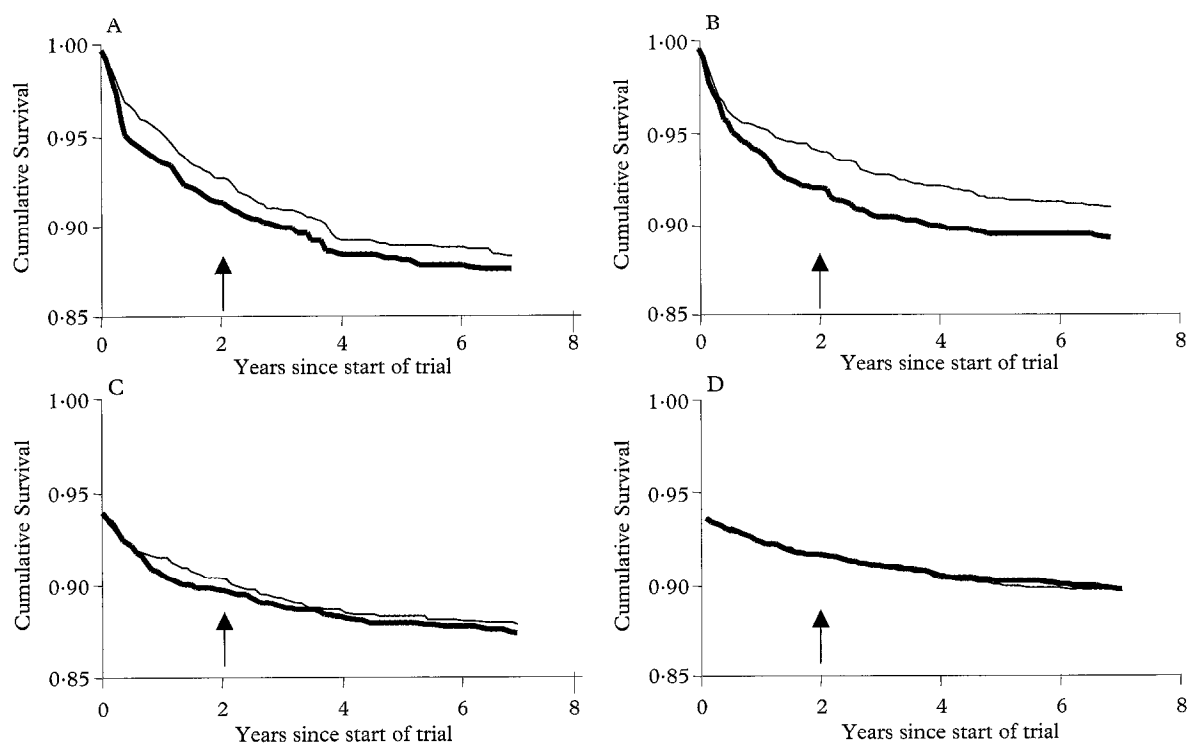 A
1·00
0·95
0·90
0·85
Cumulative Survival
0 2 4 6 8
Years since start of trial
B
1·00
0·95
0·90
0·85
Cumulative Survival
0 2 4 6 8
Years since start of trial
C
1·00
0·95
0·90
0·85
Cumulative Survival
0 2 4 6 8
Years since start of trial
D
1·00
0·95
0·90
0·85
Cumulative Survival
0 2 4 6 8
Years since start of trial